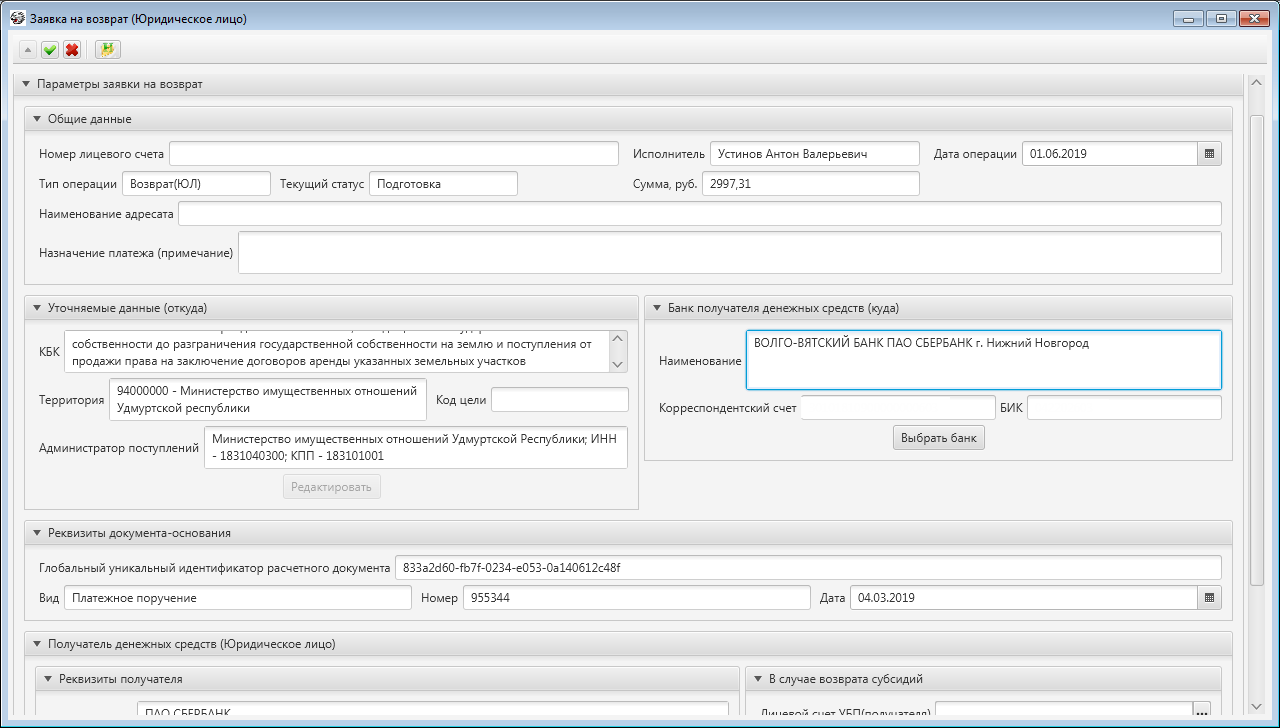 Заявка на возврат (Юридическое лицо)
Параметры заявки на возврат
Общие данные
Номер лицевого счета Исполнитель Устинов Антон Валерьевич Дата операции 01.06.2019
Тип операции Возврат(ЮЛ) Текущий статус Подготовка Сумма, руб. 2997,31
Наименование адресата
Назначение платежа (примечание)
Уточняемые данные (откуда)
КБК
собственности до разграничения государственной собственности на землю и поступления от
продажи права на заключение договоров аренды указанных земельных участков
Территория
94000000 - Министерство имущественных отношений
Удмуртской республики
Код цели
Администратор поступлений
Министерство имущественных отношений Удмуртской Республики; ИНН
- 1831040300; КПП - 183101001
Редактировать
Банк получателя денежных средств (куда)
Наименование
ВОЛГО-ВЯТСКИЙ БАНК ПАО СБЕРБАНК г. Нижний Новгород
Корреспондентский счет БИК
Выбрать банк
Реквизиты документа-основания
Глобальный уникальный идентификатор расчетного документа 833a2d60-fb7f-0234-e053-0a140612c48f
Вид Платежное поручение Номер 955344 Дата 04.03.2019
Получатель денежных средств (Юридическое лицо)
Реквизиты получателя
ПАО СБЕРБАНК
В случае возврата субсидий
Лицевой счет УБП(получателя) ...